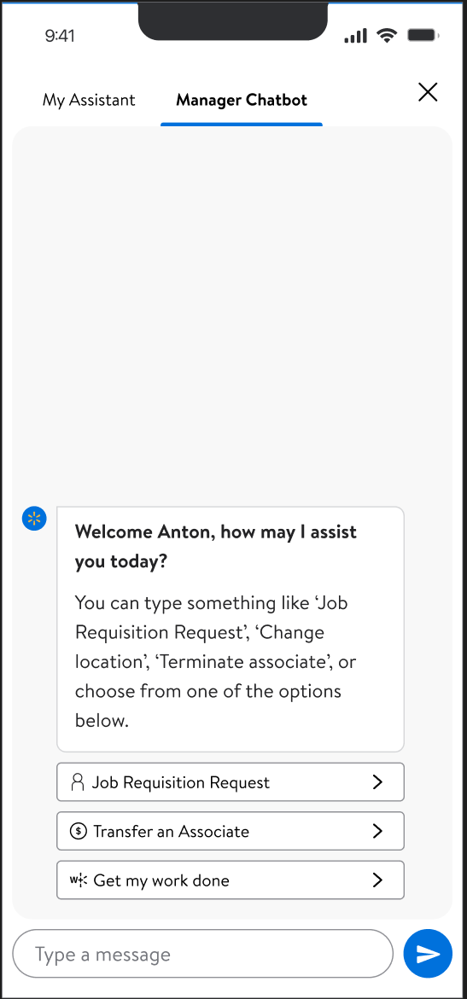 9:41
My Assistant
Manager Chatbot
Welcome Anton, how may I assist
you today?
You can type something like ‘Job
Requisition Request’, ‘Change
location’, ‘Terminate associate’, or
choose from one of the options
below.
Job Requisition Request
$ Transfer an Associate
W+ Get my work done
Type a message